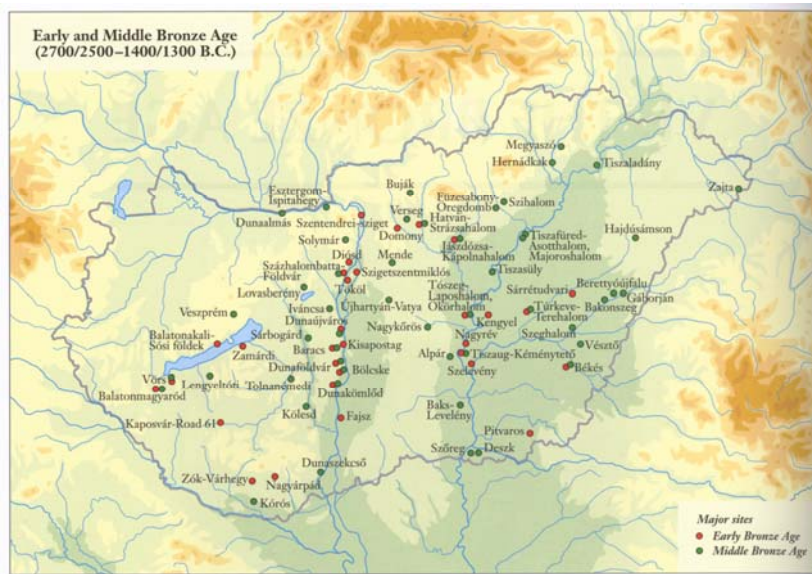 Early and Middle Bronze Age
(2700/2500–1400/1300 B.C.)
Megyaszó
Hernádkak
Tiszaladány
Zajta
Buják
Füzesabony-
Öregdomb
Szihalom
Esztergom-
Ispitahegy
Verseg
Hatvan-
Strázsahalom
Dunaalmás
Szentendrei-sziget
Domony
Hajdúsámson
Solymár
Jászdózsa-
Kápolnahalom
Tiszafüred-
Ásotthalom,
Majoroshalom
Diósd
Mende
Százhalombatta-
Földvár
Szigetszentmiklós
Tiszasüly
Tököl
Lovasberény
Tószeg-
Laposhalom,
Ökörhalom
Sárrétudvari
Berettyóújfalu
Gáborján
Bakonszeg
Újhartyán-Vatya
Iváncsa
Veszprém
Dunaújváros
Nagykőrös
Kengyel
Túrkeve-
Terehalom
Szeghalom
Balatonakali-
Sósi földek
Sárbogárd
Zamárdi
Baracs
Kisapostag
Nagyrév
Vésztő
Alpár
Tiszaug-Kéménytető
Dunaföldvár
Szelevény
Békés
Vörs
Lengyeltóti
Tolnanémedi
Bölcske
Balatonmagyaród
Dunakömlőd
Kölesd
Baks-
Levelény
Kaposvár-Road 61
Fajsz
Pitvaros
Szőreg
Deszk
Dunaszekcső
Zók-Várhegy
Nagyárpád
Kórós
Major sites
Early Bronze Age
Middle Bronze Age